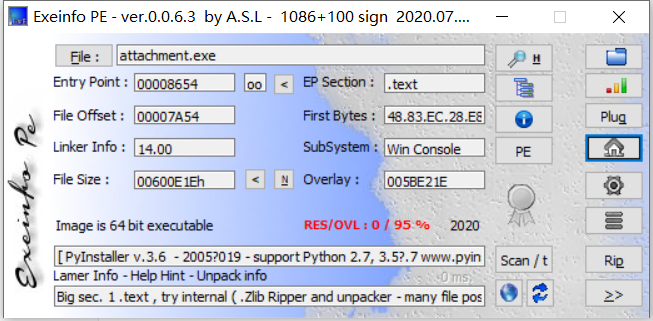 Exeinfo PE - ver.0.0.6.3 by A.S.L - 1086+100 sign 2020.07....
File : attachment.exe H
Entry Point : 00008654 oo < EP Section : .text
File Offset : 00007A54 First Bytes : 48.83.EC.28.E8 Plug
Linker Info : 14.00 SubSystem : Win Console PE
File Size : 00600E1Eh < N Overlay : 005BE21E
Image is 64 bit executable RES/OVL : 0 / 95 % 2020
[ PyInstaller v.3.6 - 2005?019 - support Python 2.7, 3.5?.7 www.pyin Scan / t Rip
Lamer Info - Help Hint - Unpack info 0 ms.
Big sec. 1 .text , try internal ( .Zlib Ripper and unpacker - many file pos >>
Exeinfo Pe